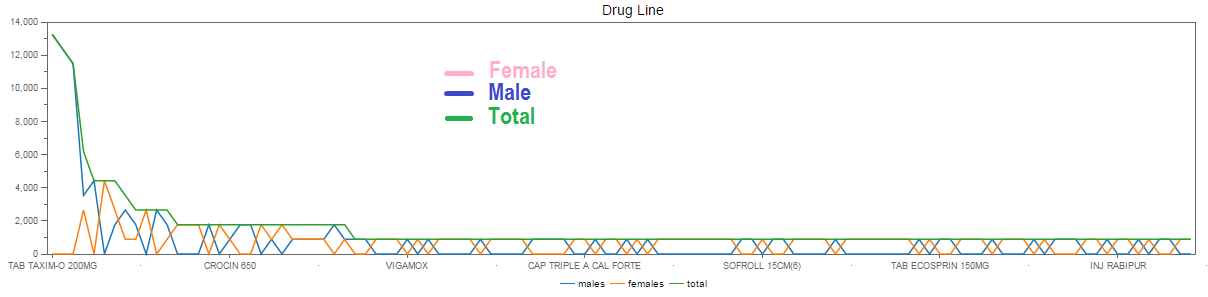 Drug Line
14,000
12,000
10,000
8,000
6,000
4,000
2,000
0
Female
Male
Total
TAB TAXIM-O 200MG
CROCIN 650
VIGAMOX
CAP TRIPLE A CAL FORTE
SOFROLL 15CM(6)
TAB ECOSPRIN 150MG
INJ RABIPUR
males females total